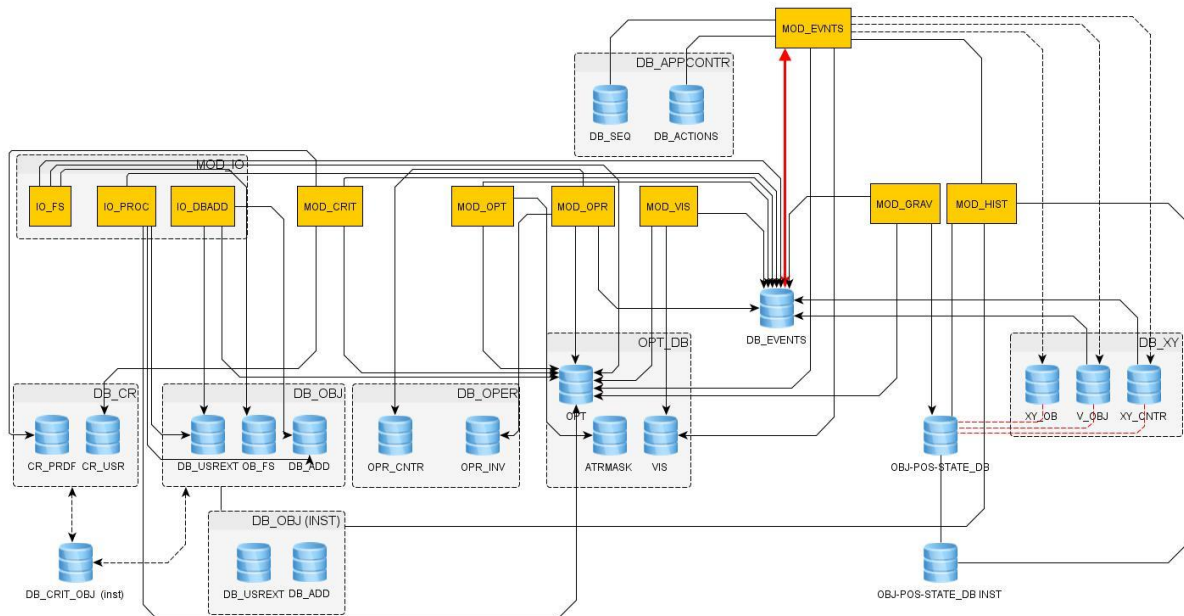 MOD_EVNTS
DB_APPCONTR
DB_SEQ
DB_ACTIONS
MOD_IO
IO_FS
IO_PROC
IO_DBADD
MOD_CRIT
MOD_OPT
MOD_OPR
MOD_VIS
MOD_GRAV
MOD_HIST
DB_EVENTS
OPT_DB
DB_XY
DB_CR
DB_OBJ
DB_OPER
OPT
XY_OB
V_OBJ
XY_CNTR
CR_PRDF
CR_USR
DB_USREXT
OB_FS
DB_ADD
OPR_CNTR
OPR_INV
ATRMASK
VIS
OBJ-POS-STATE_DB
DB_OBJ (INST)
DB_CRIT_OBJ (inst)
DB_USREXT
DB_ADD
OBJ-POS-STATE_DB INST